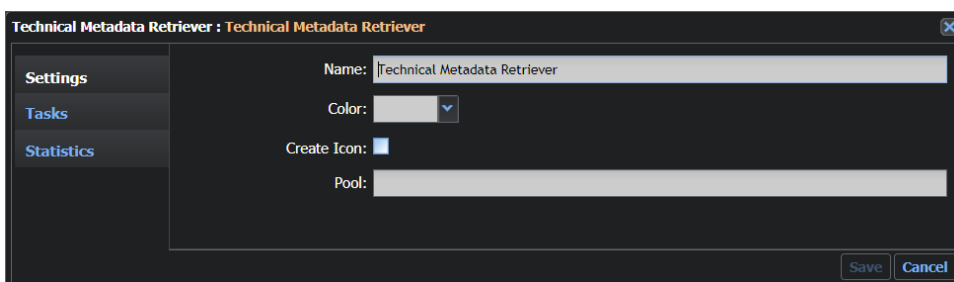 Technical Metadata Retriever : Technical Metadata Retriever
Settings
Tasks
Statistics
Name: Technical Metadata Retriever
Color:
Create Icon:
Pool:
Save Cancel